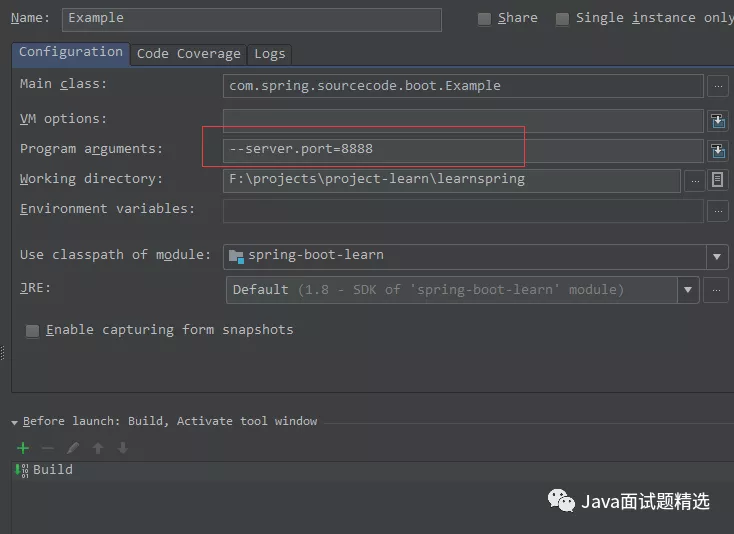 Name: Example Share Single instance only
Configuration Code Coverage Logs
Main class: com.spring.sourcecode.boot.Example ...
VM options:
Program arguments: --server.port=8888
Working directory: F:\projects\project-learn\learnspring ...
Environment variables: ...
Use classpath of module: spring-boot-learn
JRE: Default (1.8 - SDK of 'spring-boot-learn' module) ...
Enable capturing form snapshots
Before launch: Build, Activate tool window
Build
Java面试题精选